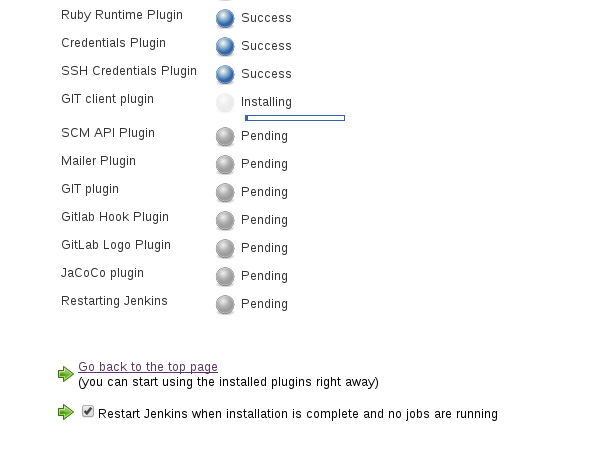 Ruby Runtime Plugin Success
Credentials Plugin Success
SSH Credentials Plugin Success
GIT client plugin Installing
SCM API Plugin Pending
Mailer Plugin Pending
GIT plugin Pending
Gitlab Hook Plugin Pending
GitLab Logo Plugin Pending
JaCoCo plugin Pending
Restarting Jenkins Pending
Go back to the top page
(you can start using the installed plugins right away)
Restart Jenkins when installation is complete and no jobs are running